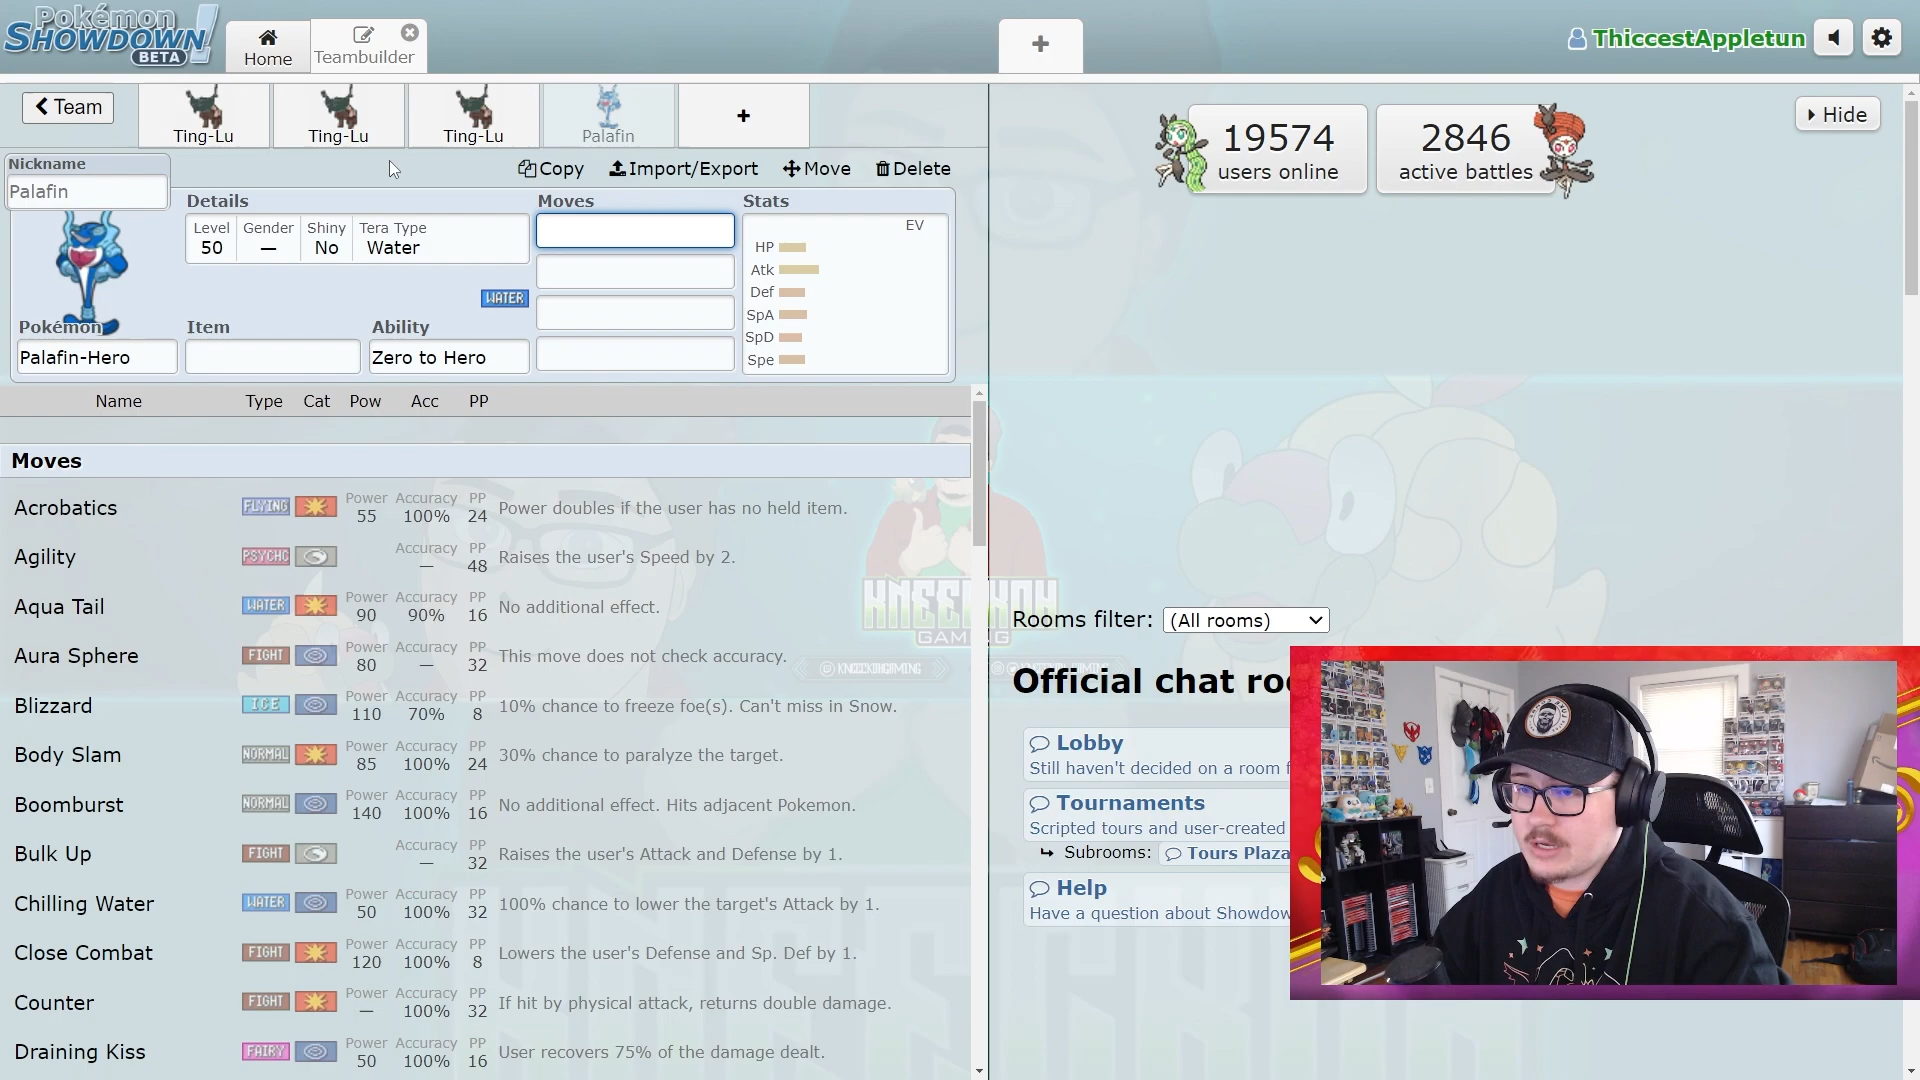 Pokémon
SHOWDOWN!
BETA
Home
Teambuilder
+
ThiccestAppletun
Team
Ting-Lu
Ting-Lu
Ting-Lu
Palafin
+
19574
users online
2846
active battles
Hide
Nickname
Palafin
Copy
Import/Export
Move
Delete
Details
Moves
Stats
Level
Gender
Shiny
Tera Type
50
—
No
Water
EV
HP
Atk
Def
SpA
SpD
Spe
WATER
Pokémon
Item
Ability
Palafin-Hero
Zero to Hero
Name Type Cat Pow Acc PP
Moves
Acrobatics FLYING Power 55 Accuracy 100% PP 24 Power doubles if the user has no held item.
Agility PSYCHC Accuracy — PP 48 Raises the user's Speed by 2.
Aqua Tail WATER Power 90 Accuracy 90% PP 16 No additional effect.
Aura Sphere FIGHT Power 80 Accuracy — PP 32 This move does not check accuracy.
Blizzard ICE Power 110 Accuracy 70% PP 8 10% chance to freeze foe(s). Can't miss in Snow.
Body Slam NORMAL Power 85 Accuracy 100% PP 24 30% chance to paralyze the target.
Boomburst NORMAL Power 140 Accuracy 100% PP 16 No additional effect. Hits adjacent Pokemon.
Bulk Up FIGHT Accuracy — PP 32 Raises the user's Attack and Defense by 1.
Chilling Water WATER Power 50 Accuracy 100% PP 32 100% chance to lower the target's Attack by 1.
Close Combat FIGHT Power 120 Accuracy 100% PP 8 Lowers the user's Defense and Sp. Def by 1.
Counter FIGHT Power — Accuracy 100% PP 32 If hit by physical attack, returns double damage.
Draining Kiss FAIRY Power 50 Accuracy 100% PP 16 User recovers 75% of the damage dealt.
GAMING
Rooms filter: (All rooms)
Official chat roo
Lobby
Still haven't decided on a room f
Tournaments
Scripted tours and user-created
Subrooms: Tours Plaza
Help
Have a question about Showdow